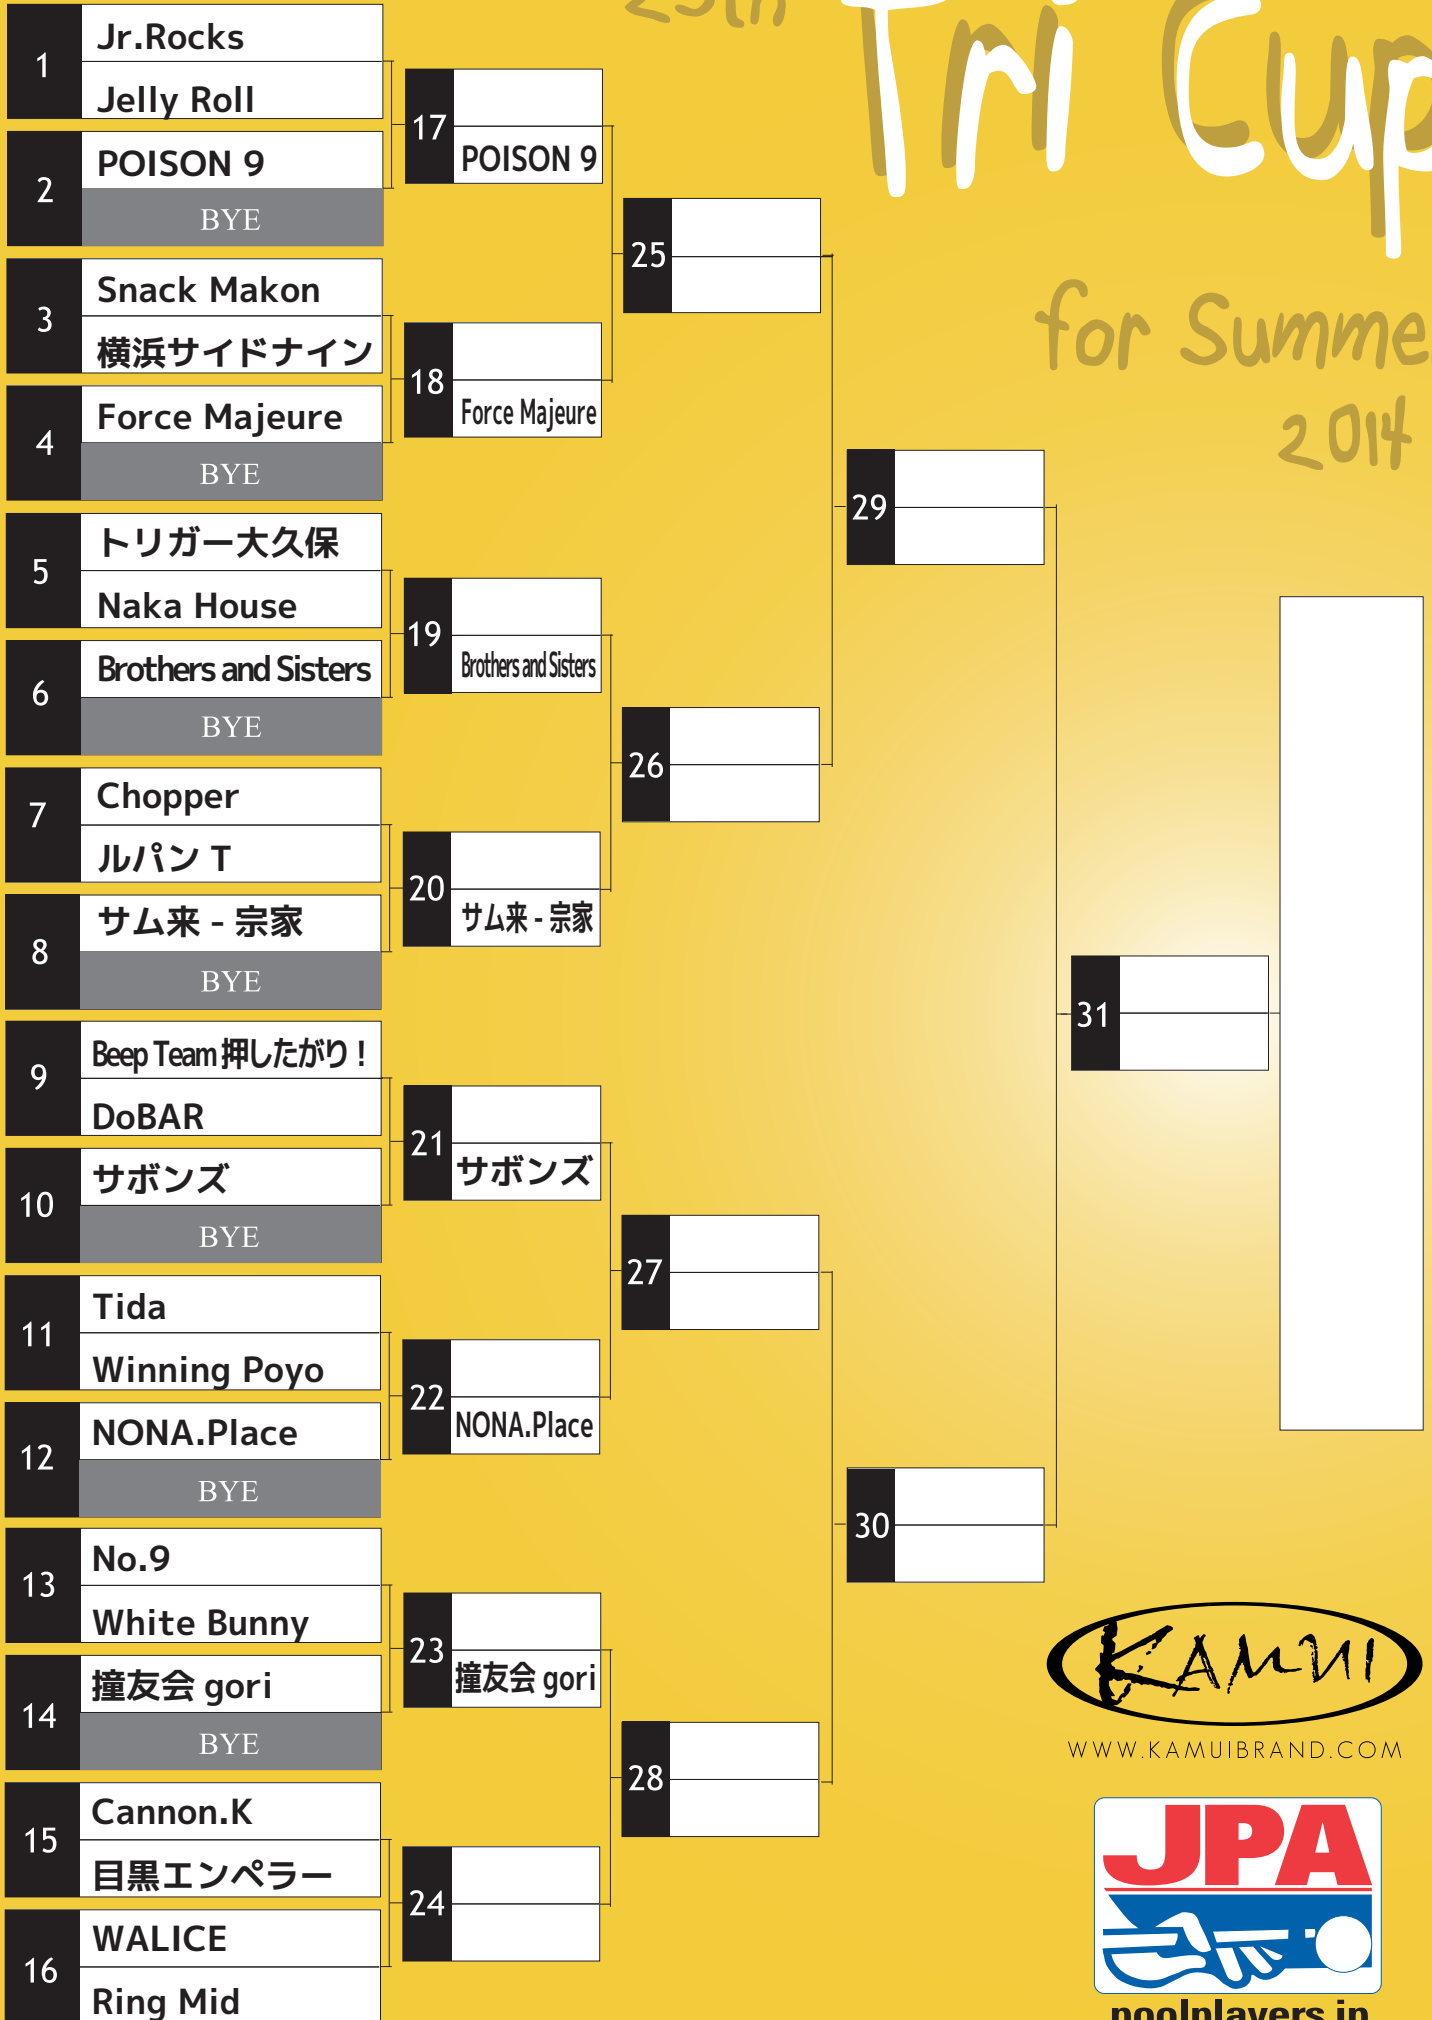 25th
Tri Cup
for Summe
2014
1
Jr.Rocks
Jelly Roll
2
POISON 9
BYE
3
Snack Makon
横浜サイドナイン
4
Force Majeure
BYE
5
トリガー大久保
Naka House
6
Brothers and Sisters
BYE
7
Chopper
ルパン T
8
サム来 - 宗家
BYE
9
Beep Team 押したがり！
DoBAR
10
サボンズ
BYE
11
Tida
Winning Poyo
12
NONA.Place
BYE
13
No.9
White Bunny
14
撞友会 gori
BYE
15
Cannon.K
目黒エンペラー
16
WALICE
Ring Mid
17
POISON 9
18
Force Majeure
19
Brothers and Sisters
20
サム来 - 宗家
21
サボンズ
22
NONA.Place
23
撞友会 gori
24
25
26
27
28
29
30
31
KAMUI
WWW.KAMUIBRAND.COM
JPA
poolplayers.jp